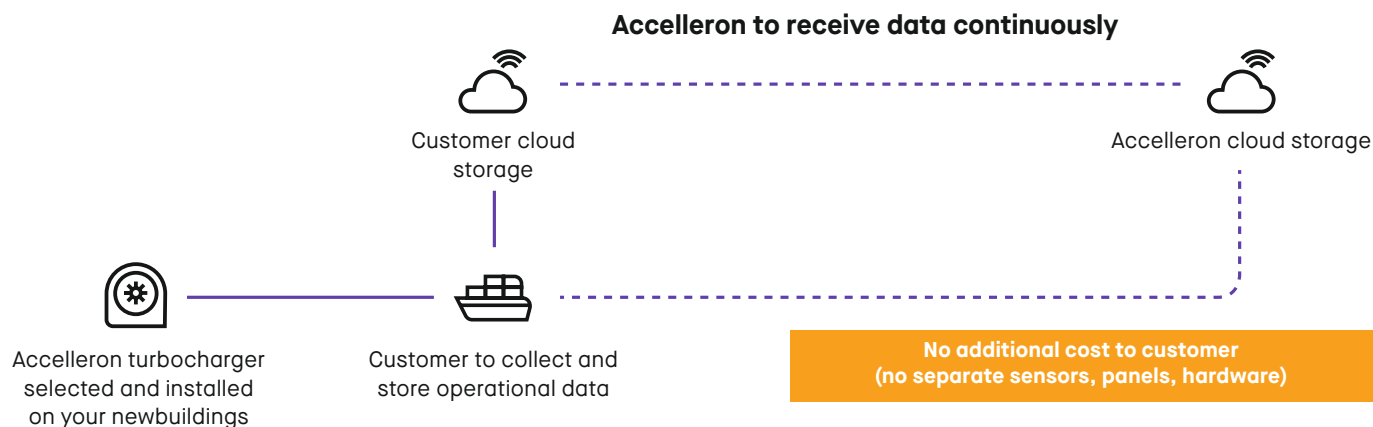 Accelleron to receive data continuously
Customer cloud
storage
Accelleron cloud storage
Accelleron turbocharger
selected and installed
on your newbuildings
Customer to collect and
store operational data
No additional cost to customer
(no separate sensors, panels, hardware)